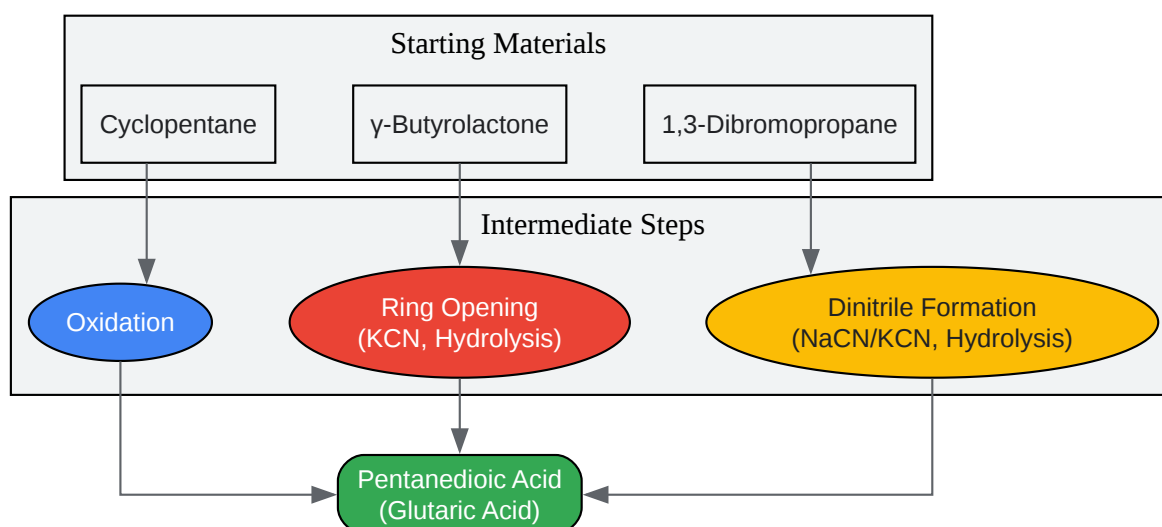 Starting Materials
Cyclopentane
γ-Butyrolactone
1,3-Dibromopropane
Intermediate Steps
Oxidation
Ring Opening
(KCN, Hydrolysis)
Dinitrile Formation
(NaCN/KCN, Hydrolysis)
Pentanedioic Acid
(Glutaric Acid)